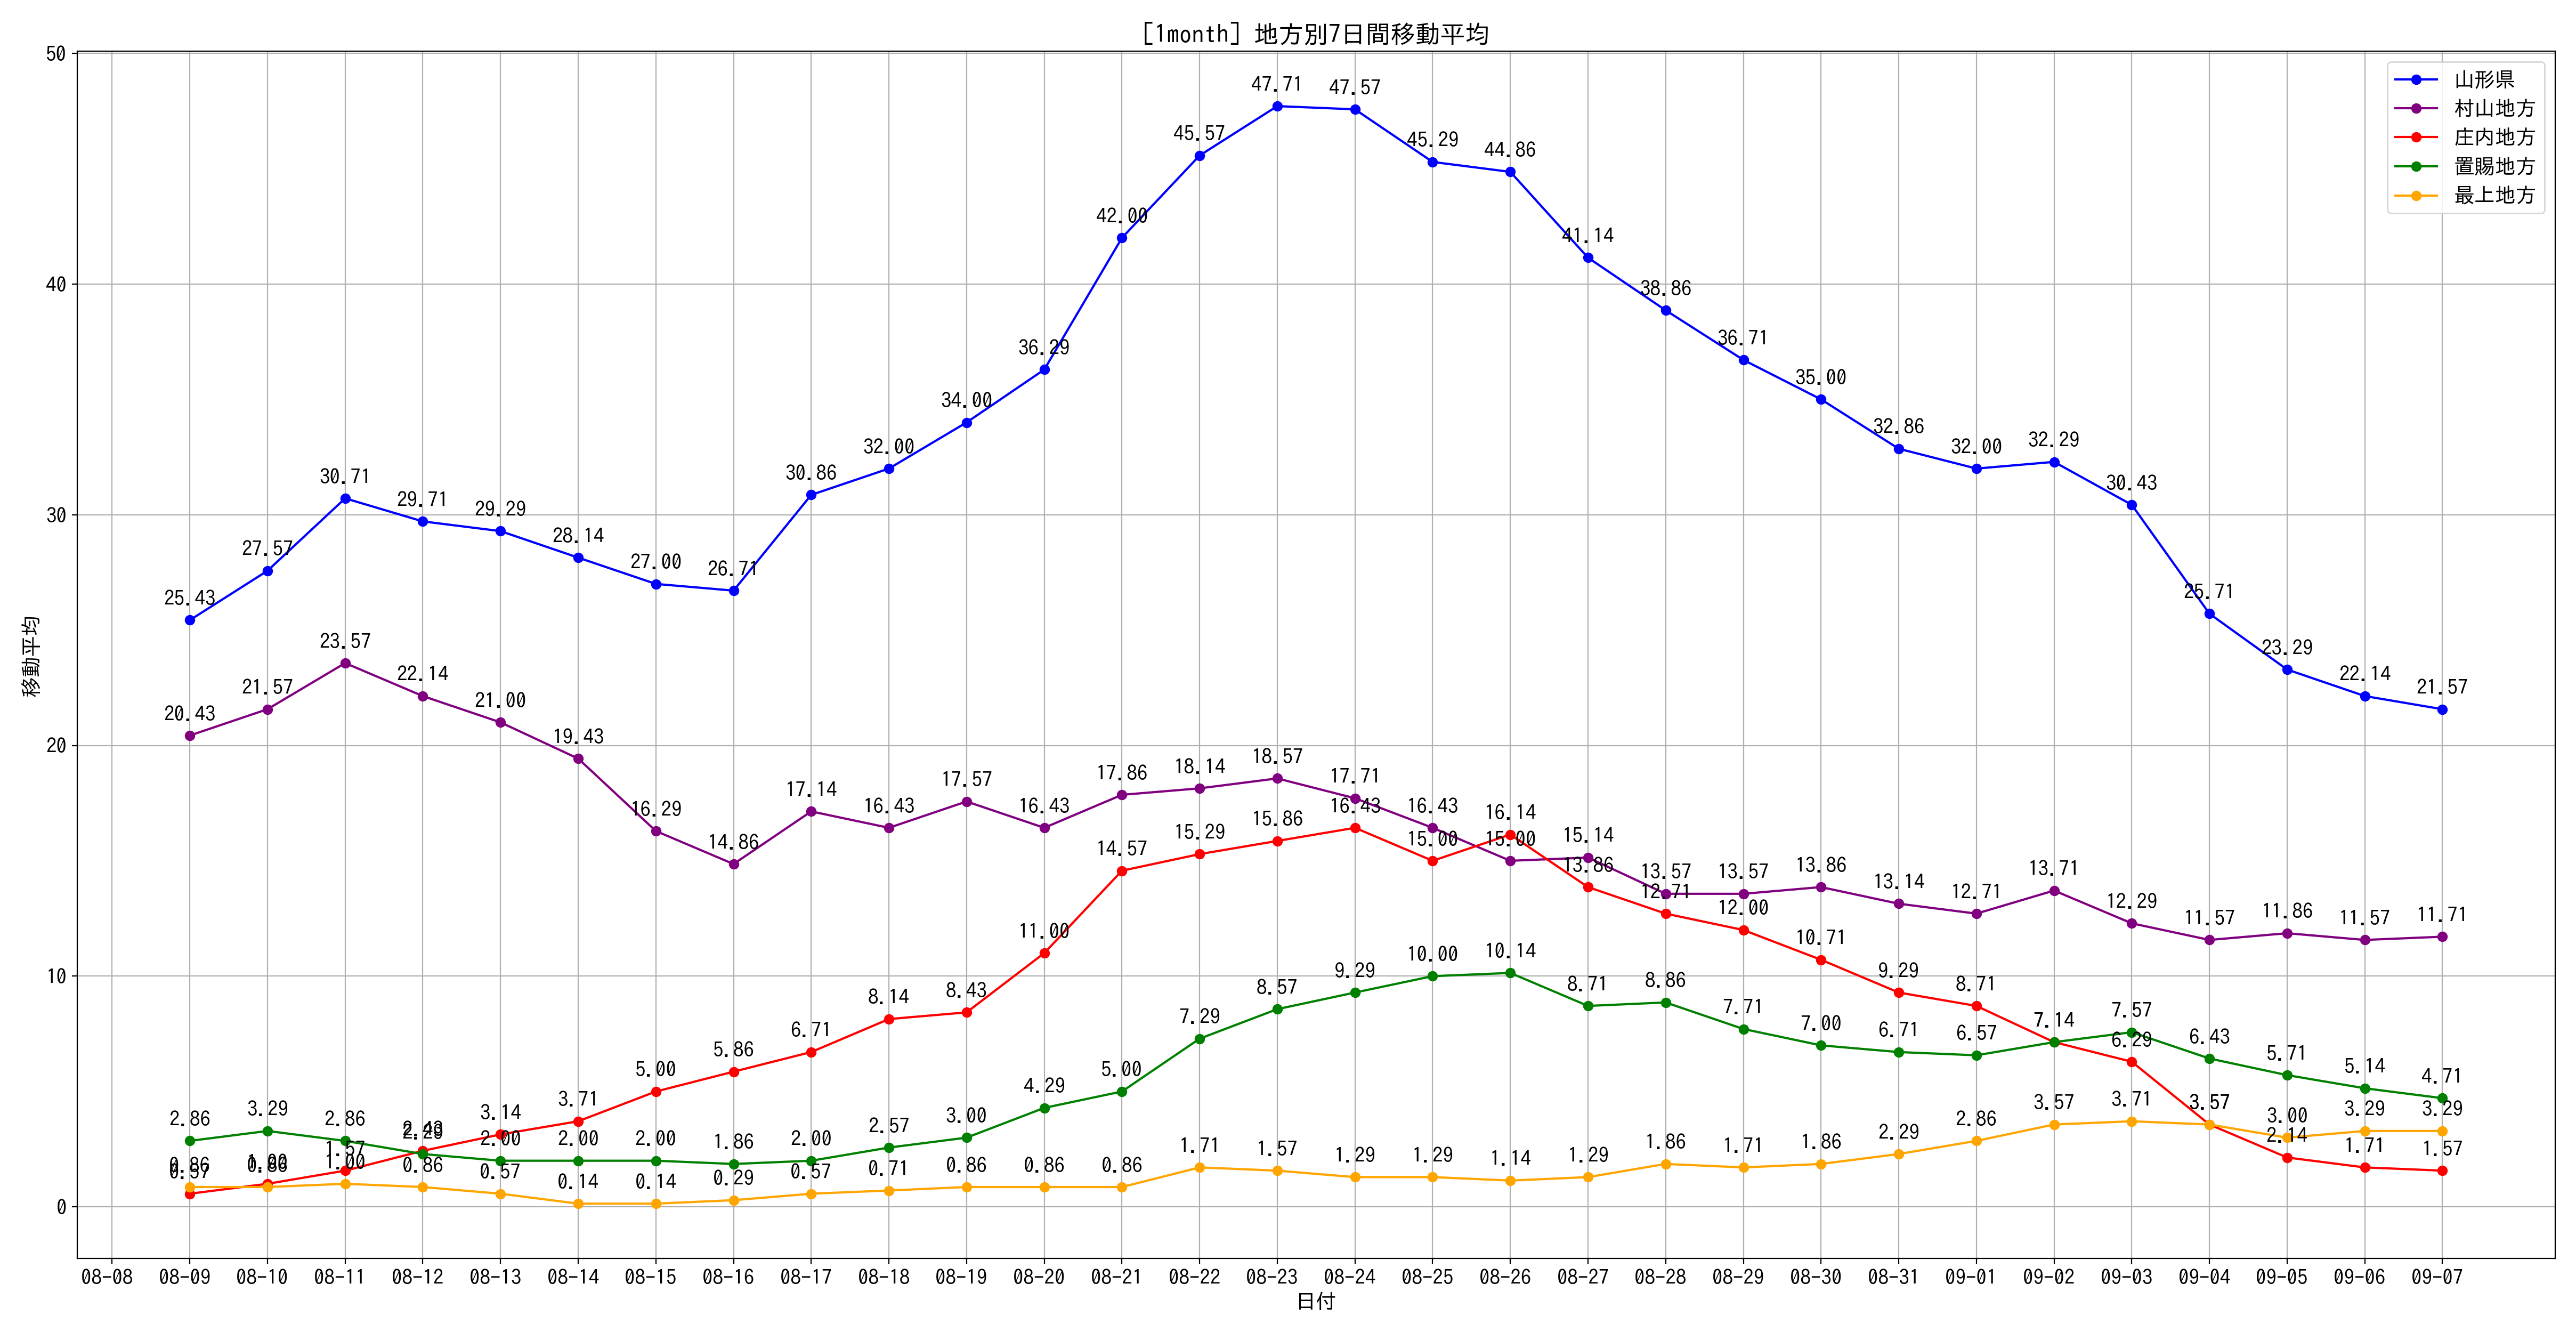 [1month] 地方別7日間移動平均
山形県
村山地方
庄内地方
置賜地方
最上地方
移動平均
50
40
30
20
10
0
25.43 27.57 30.71 29.71 29.29 28.14 27.00 26.71 30.86 32.00 34.00 36.29 42.00 45.57 47.71 47.57 45.29 44.86 41.14 38.86 36.71 35.00 32.86 32.00 32.29 30.43 25.71 23.29 22.14 21.57
20.43 21.57 23.57 22.14 21.00 19.43 16.29 14.86 17.14 16.43 17.57 16.43 17.86 18.14 18.57 17.71 16.43 15.00 15.14 13.57 13.57 13.86 13.14 12.71 13.71 12.29 11.57 11.86 11.57 11.71
0.57 1.00 1.57 2.43 3.14 3.71 5.00 5.86 6.71 8.14 8.43 11.00 14.57 15.29 15.86 16.43 15.00 16.14 13.86 12.71 12.00 10.71 9.29 8.71 7.14 6.29 3.57 2.14 1.71 1.57
2.86 3.29 2.86 2.29 2.00 2.00 2.00 1.86 2.00 2.57 3.00 4.29 5.00 7.29 8.57 9.29 10.00 10.14 8.71 8.86 7.71 7.00 6.71 6.57 7.14 7.57 6.43 5.71 5.14 4.71
0.86 0.86 1.00 0.86 0.57 0.14 0.14 0.29 0.57 0.71 0.86 0.86 0.86 1.71 1.57 1.29 1.29 1.14 1.29 1.86 1.71 1.86 2.29 2.86 3.57 3.71 3.57 3.00 3.29 3.29
08-08 08-09 08-10 08-11 08-12 08-13 08-14 08-15 08-16 08-17 08-18 08-19 08-20 08-21 08-22 08-23 08-24 08-25 08-26 08-27 08-28 08-29 08-30 08-31 09-01 09-02 09-03 09-04 09-05 09-06 09-07
日付